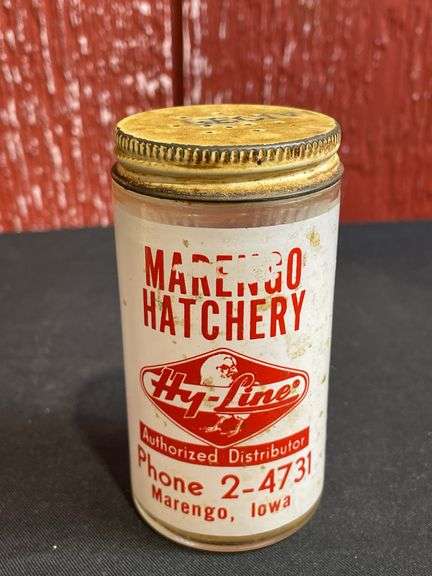 MARENGO
HATCHERY
Hy-Line®
Authorized Distributor
Phone 2-4731
Marengo, Iowa